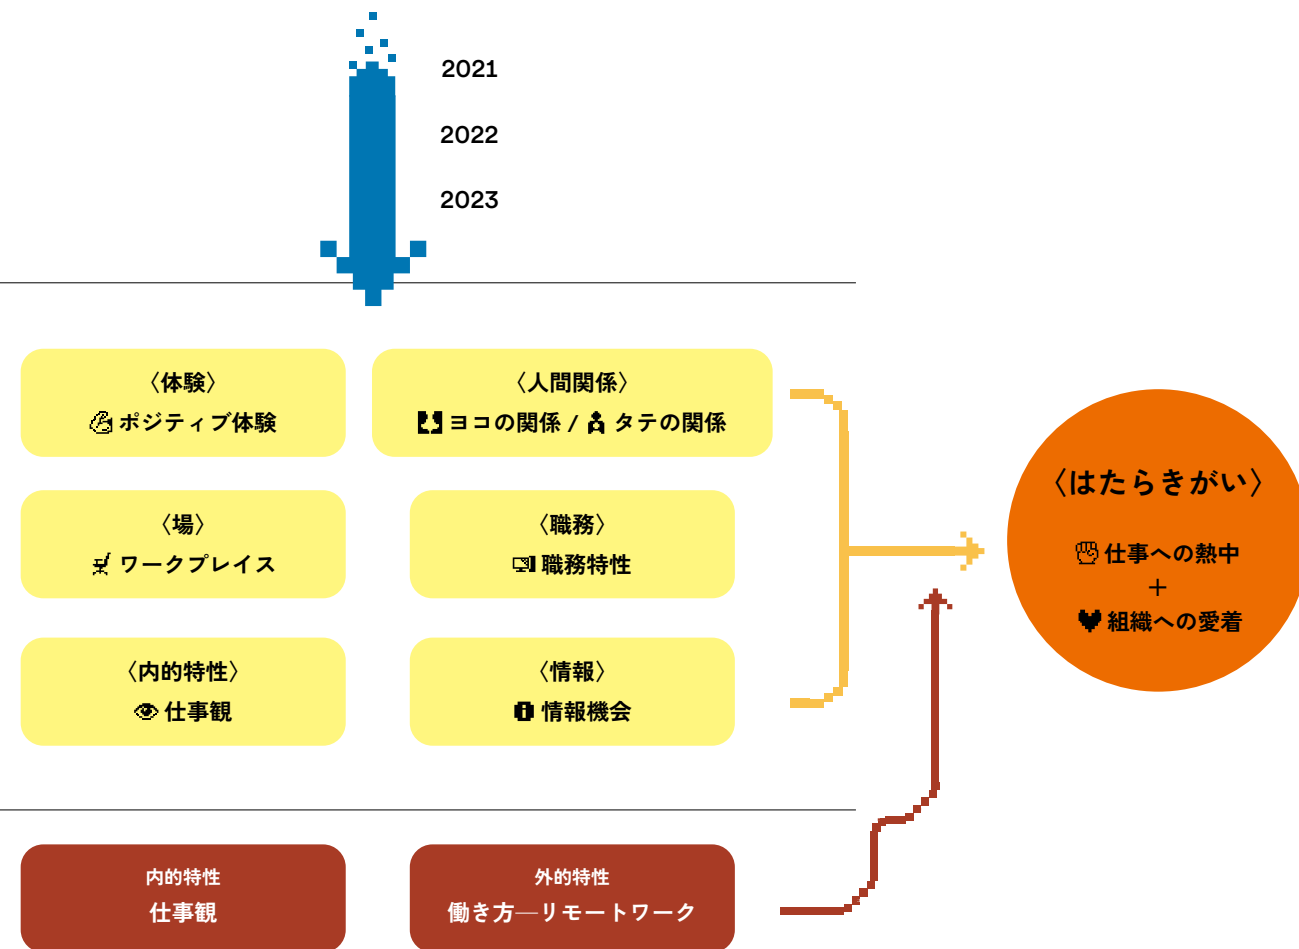 2021
2022
2023
〈体験〉
ポジティブ体験
〈人間関係〉
ヨコの関係 / タテの関係
〈場〉
ワークプレイス
〈職務〉
職務特性
〈内的特性〉
仕事観
〈情報〉
情報機会
〈はたらきがい〉
仕事への熱中
＋
組織への愛着
内的特性
仕事観
外的特性
働き方―リモートワーク